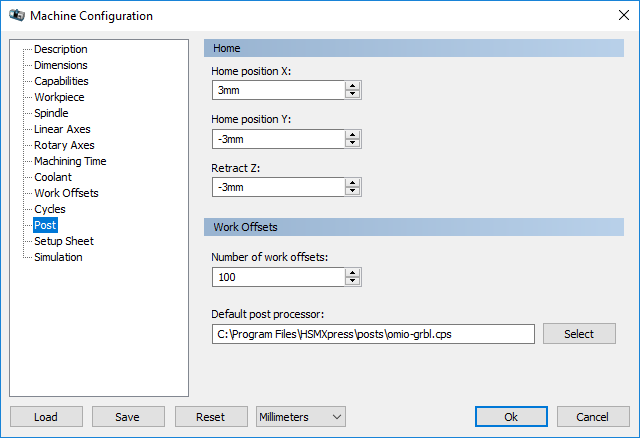 Machine Configuration
Description
Dimensions
Capabilities
Workpiece
Spindle
Linear Axes
Rotary Axes
Machining Time
Coolant
Work Offsets
Cycles
Post
Setup Sheet
Simulation
Home
Home position X:
3mm
Home position Y:
-3mm
Retract Z:
-3mm
Work Offsets
Number of work offsets:
100
Default post processor:
C:\Program Files\HSMXpress\posts\omio-grbl.cps
Select
Load
Save
Reset
Millimeters
Ok
Cancel